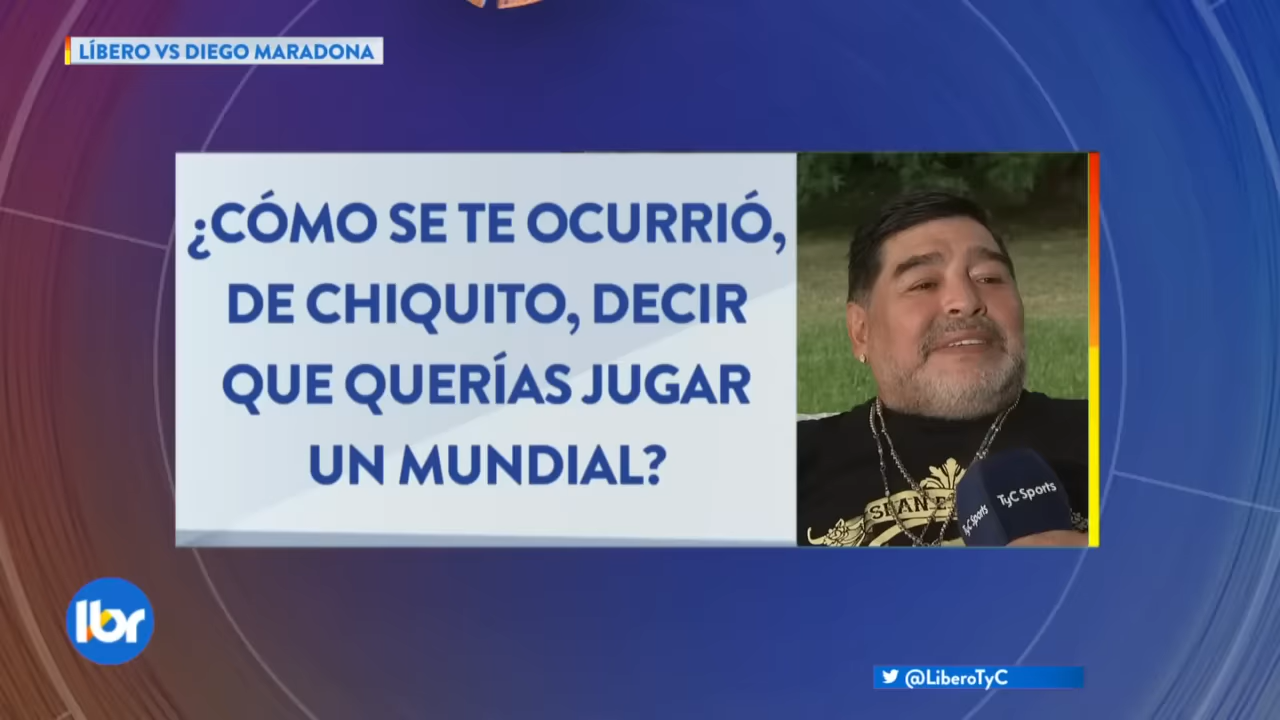 LÍBERO VS DIEGO MARADONA
¿CÓMO SE TE OCURRIÓ,
DE CHIQUITO, DECIR
QUE QUERÍAS JUGAR
UN MUNDIAL?
TyC Sports
TyC Sports
lbr
@LiberoTyC